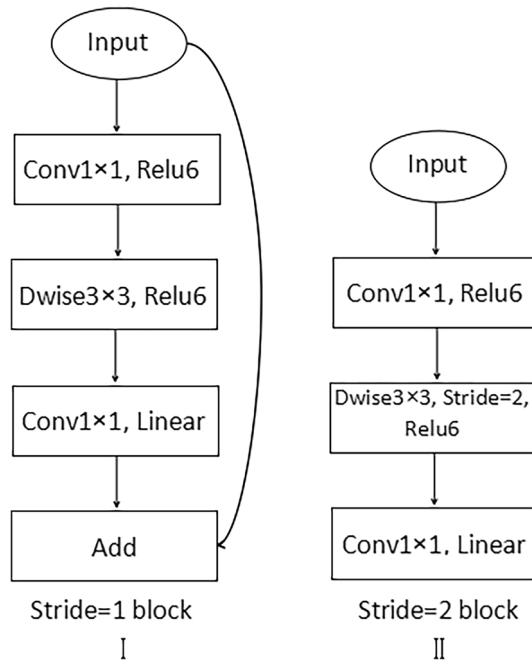 Input
Conv1×1, Relu6
Dwise3×3, Relu6
Conv1×1, Linear
Add
Stride=1 block
Ⅰ
Input
Conv1×1, Relu6
Dwise3×3, Stride=2,
Relu6
Conv1×1, Linear
Stride=2 block
Ⅱ